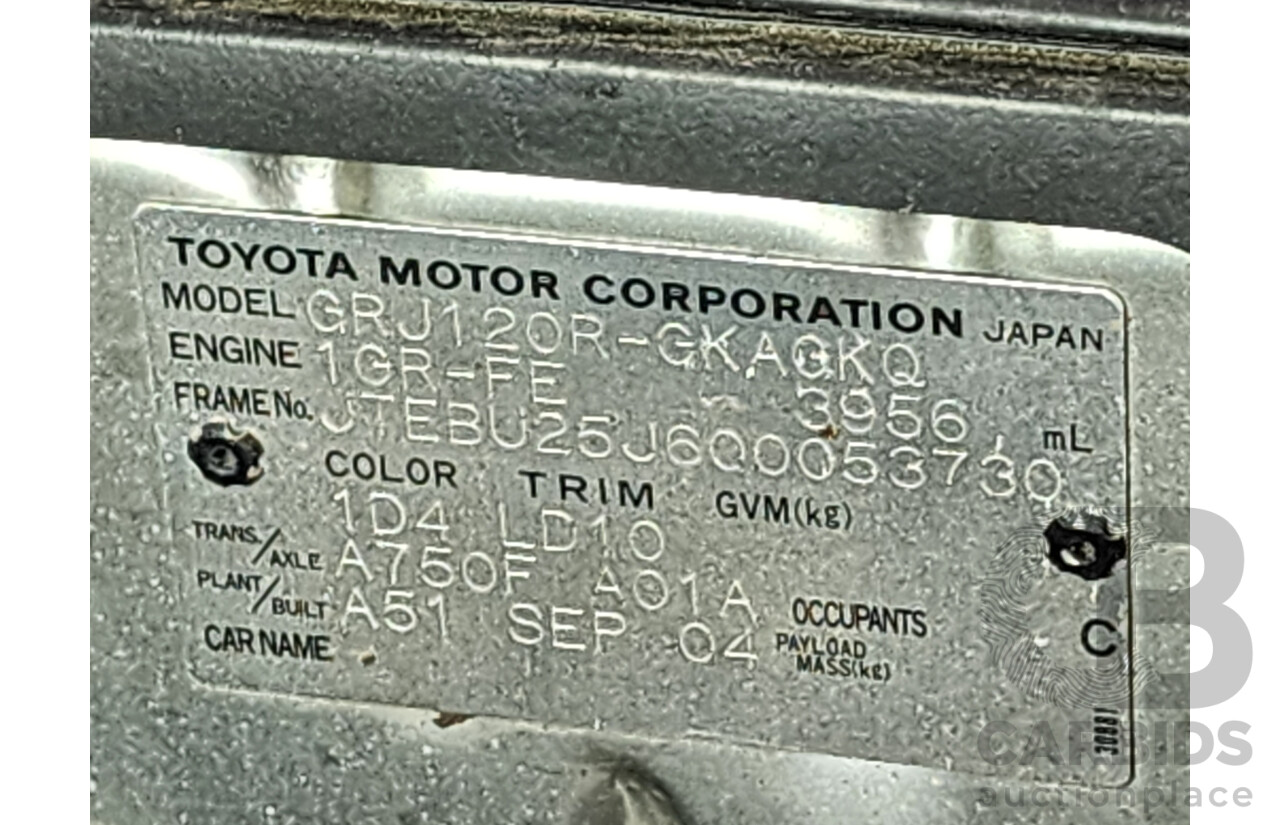 TOYOTA MOTOR CORPORATION JAPAN
MODEL GRJ120R-GKAGKQ
ENGINE 1GR-FE - 3956 mL
FRAME No. JTEBU25J600053730
COLOR TRIM GVM(kg)
1D4 LD10
TRANS./AXLE A750F A01A
PLANT/BUILT A51 SEP 04 OCCUPANTS
CAR NAME PAYLOAD MASS(kg)
C
30881
CB
CARBIDS
auctionplace